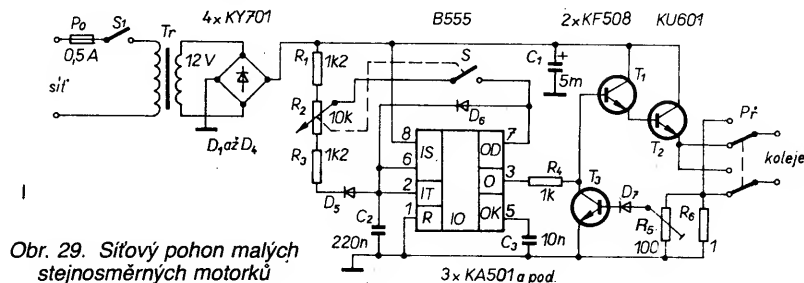 4×KY701 B555 2×KF508 KU601
Po S1 Tr
0,5A
síť
12 V
D1 až D4
R1 1k2
R2 10k
R3 1k2
D5
C2
220n
S
D6
8 IS OD 7
6
2 IT O 3
1 R IO OK 5
R4
1k
C3 10n
C1 +
5m
T1
T2
T3
D7
R5
100
R6
1
Př
koleje
3×KA501 a pod.
Obr. 29. Síťový pohon malých
stejnosměrných motorků